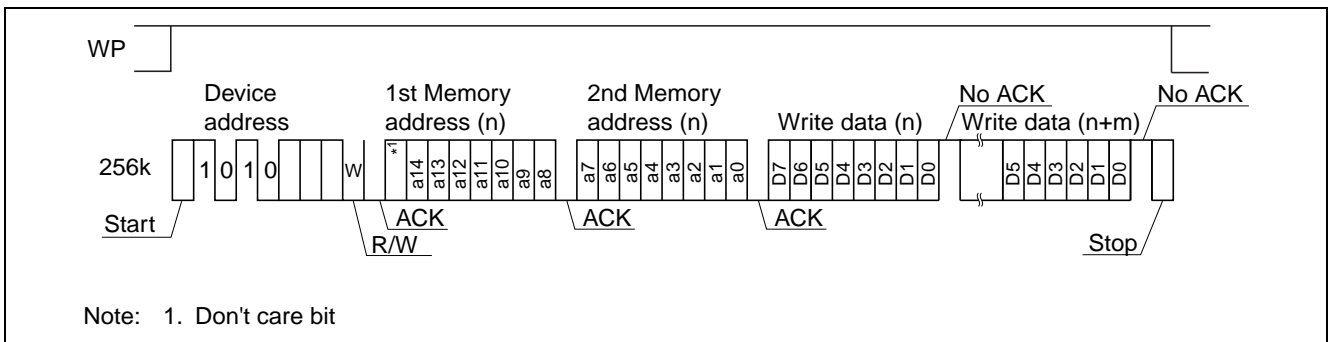 WP
Device address
1st Memory address (n)
2nd Memory address (n)
Write data (n)
No ACK
Write data (n+m)
No ACK
256k
1 0 1 0 W
*1 a14 a13 a12 a11 a10 a9 a8
a7 a6 a5 a4 a3 a2 a1 a0
D7 D6 D5 D4 D3 D2 D1 D0
D5 D4 D3 D2 D1 D0
Start
R/W
ACK
ACK
ACK
Stop
Note: 1. Don't care bit